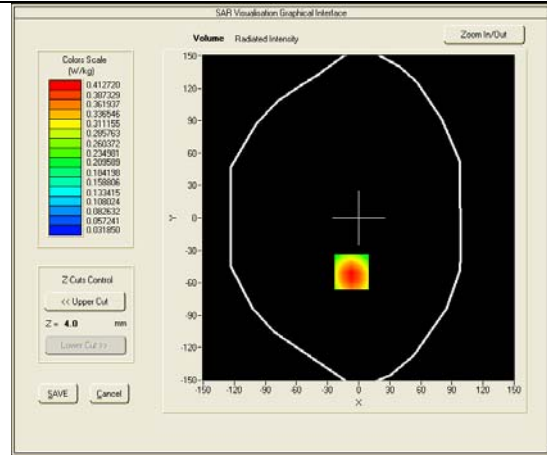 SAR Visualisation Graphical Interface
Volume Radiated Intensity
Zoom In/Out
Colors Scale
(W/kg)
0.412720
0.387329
0.361937
0.336546
0.311155
0.285763
0.260372
0.234981
0.209589
0.184198
0.158806
0.133415
0.108024
0.082632
0.057241
0.031850
Z Cuts Control
<< Upper Cut
Z = 4.0 mm
Lower Cut >>
SAVE Cancel
150-
120-
90-
60-
30-
0-
-30-
-60-
-90-
-120-
-150-
Y
-150 -120 -90 -60 -30 0 30 60 90 120 150
X